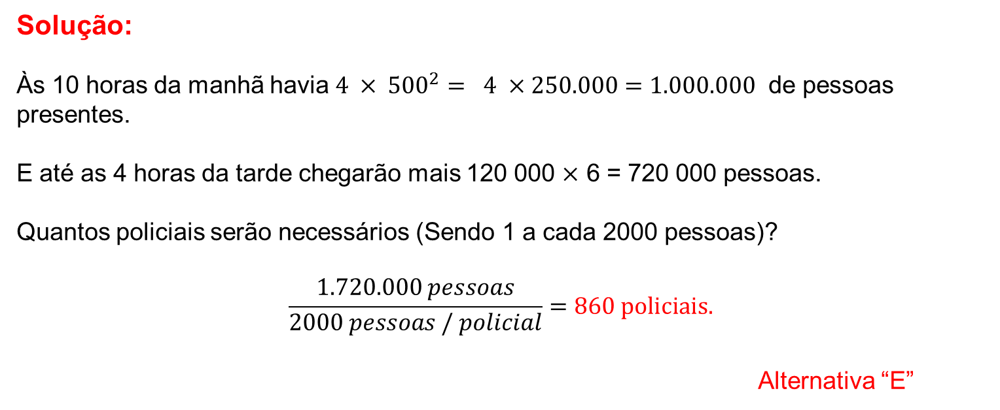 Solução:
Às 10 horas da manhã havia 4 × 500² = 4 × 250.000 = 1.000.000 de pessoas
presentes.
E até as 4 horas da tarde chegarão mais 120 000 × 6 = 720 000 pessoas.
Quantos policiais serão necessários (Sendo 1 a cada 2000 pessoas)?
1.720.000 pessoas
2000 pessoas / policial
= 860 policiais.
Alternativa “E”